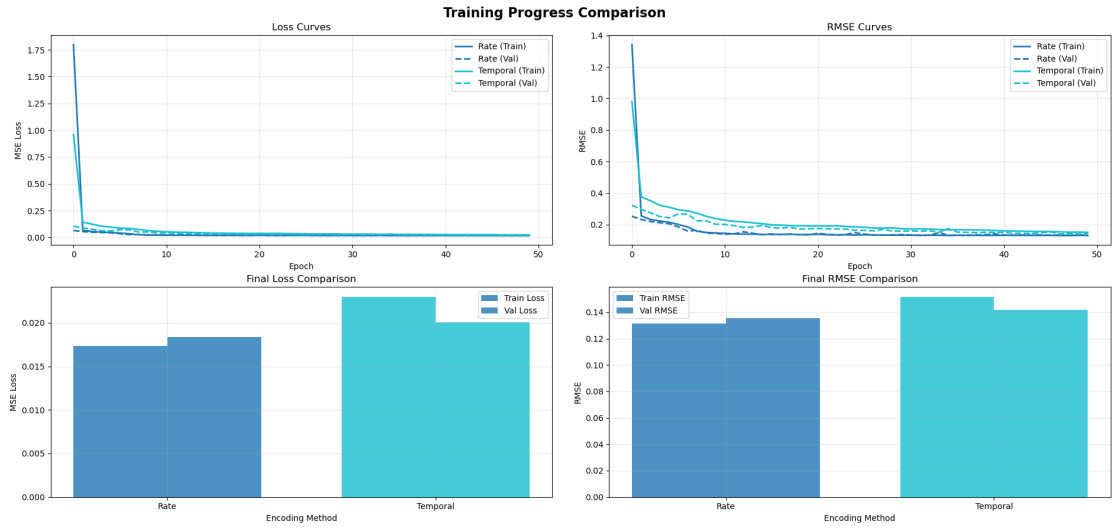 Training Progress Comparison
Loss Curves
1.75
1.50
1.25
1.00
0.75
0.50
0.25
0.00
MSE Loss
Rate (Train)
Rate (Val)
Temporal (Train)
Temporal (Val)
0
10
20
30
40
50
Epoch
RMSE Curves
1.4
1.2
1.0
0.8
0.6
0.4
0.2
RMSE
Rate (Train)
Rate (Val)
Temporal (Train)
Temporal (Val)
0
10
20
30
40
50
Epoch
Final Loss Comparison
0.020
0.015
0.010
0.005
0.000
MSE Loss
Train Loss
Val Loss
Rate
Temporal
Encoding Method
Final RMSE Comparison
0.14
0.12
0.10
0.08
0.06
0.04
0.02
0.00
RMSE
Train RMSE
Val RMSE
Rate
Temporal
Encoding Method